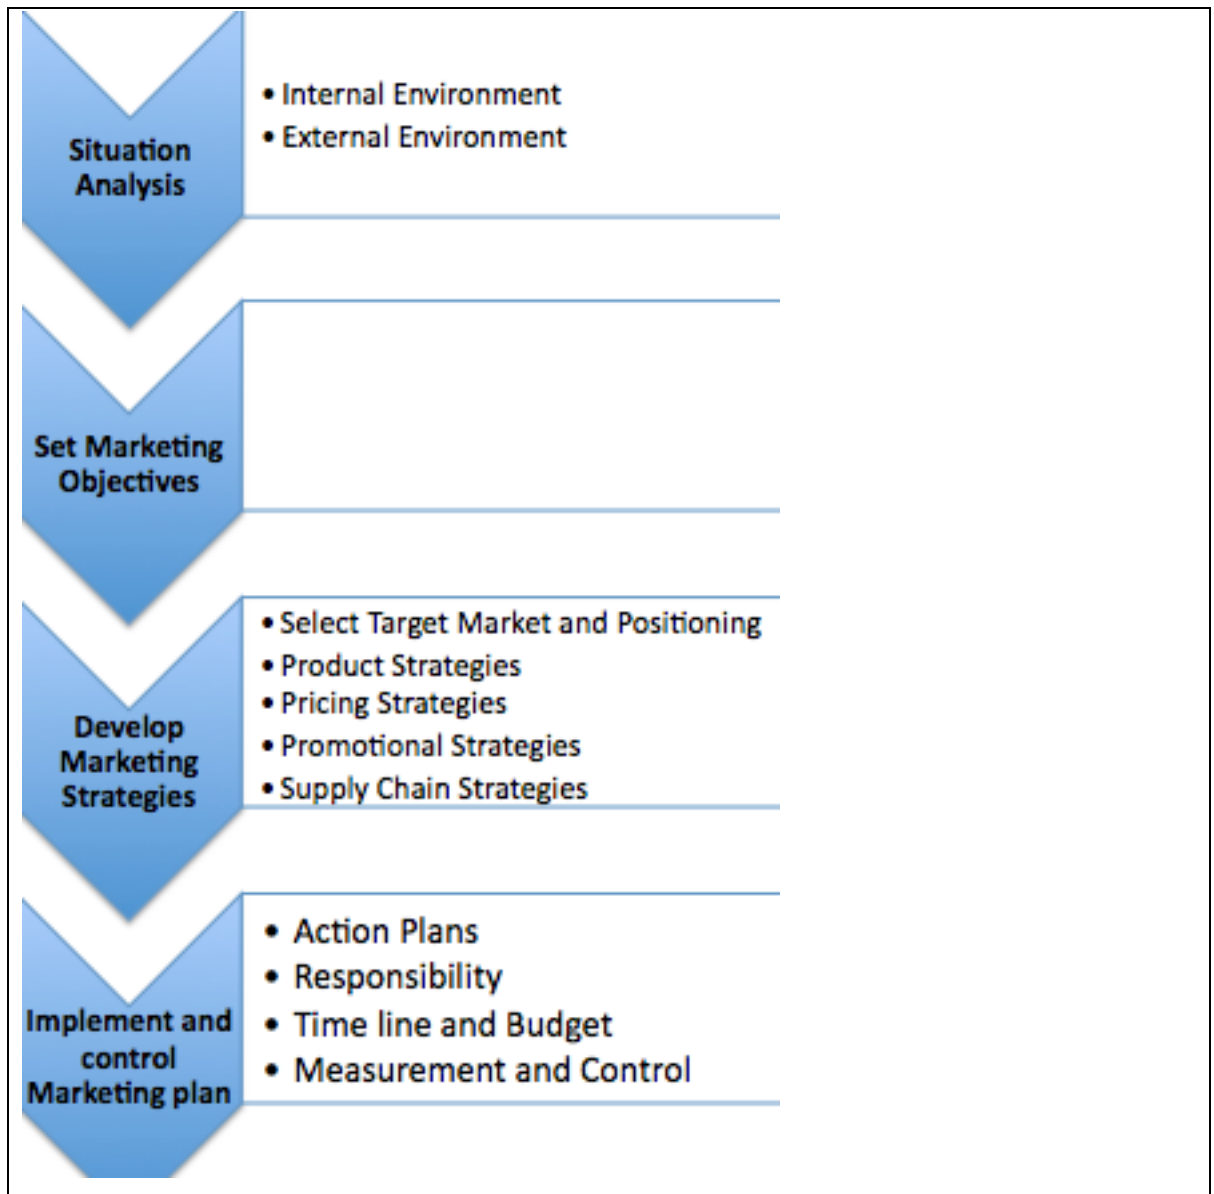 Situation
Analysis
• Internal Environment
• External Environment
Set Marketing
Objectives
Develop
Marketing
Strategies
• Select Target Market and Positioning
• Product Strategies
• Pricing Strategies
• Promotional Strategies
• Supply Chain Strategies
Implement and
control
Marketing plan
• Action Plans
• Responsibility
• Time line and Budget
• Measurement and Control